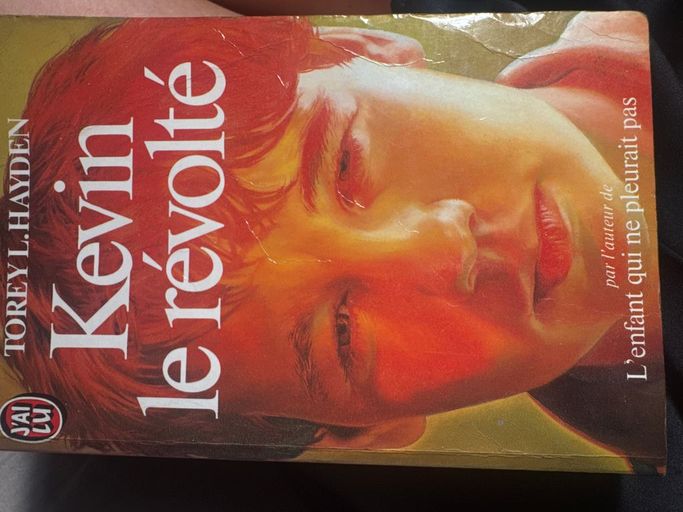 TOREY L. HAYDEN
Kevin
le révolté
J'AI
LU
par l'auteur de
L'enfant qui ne pleurait pas